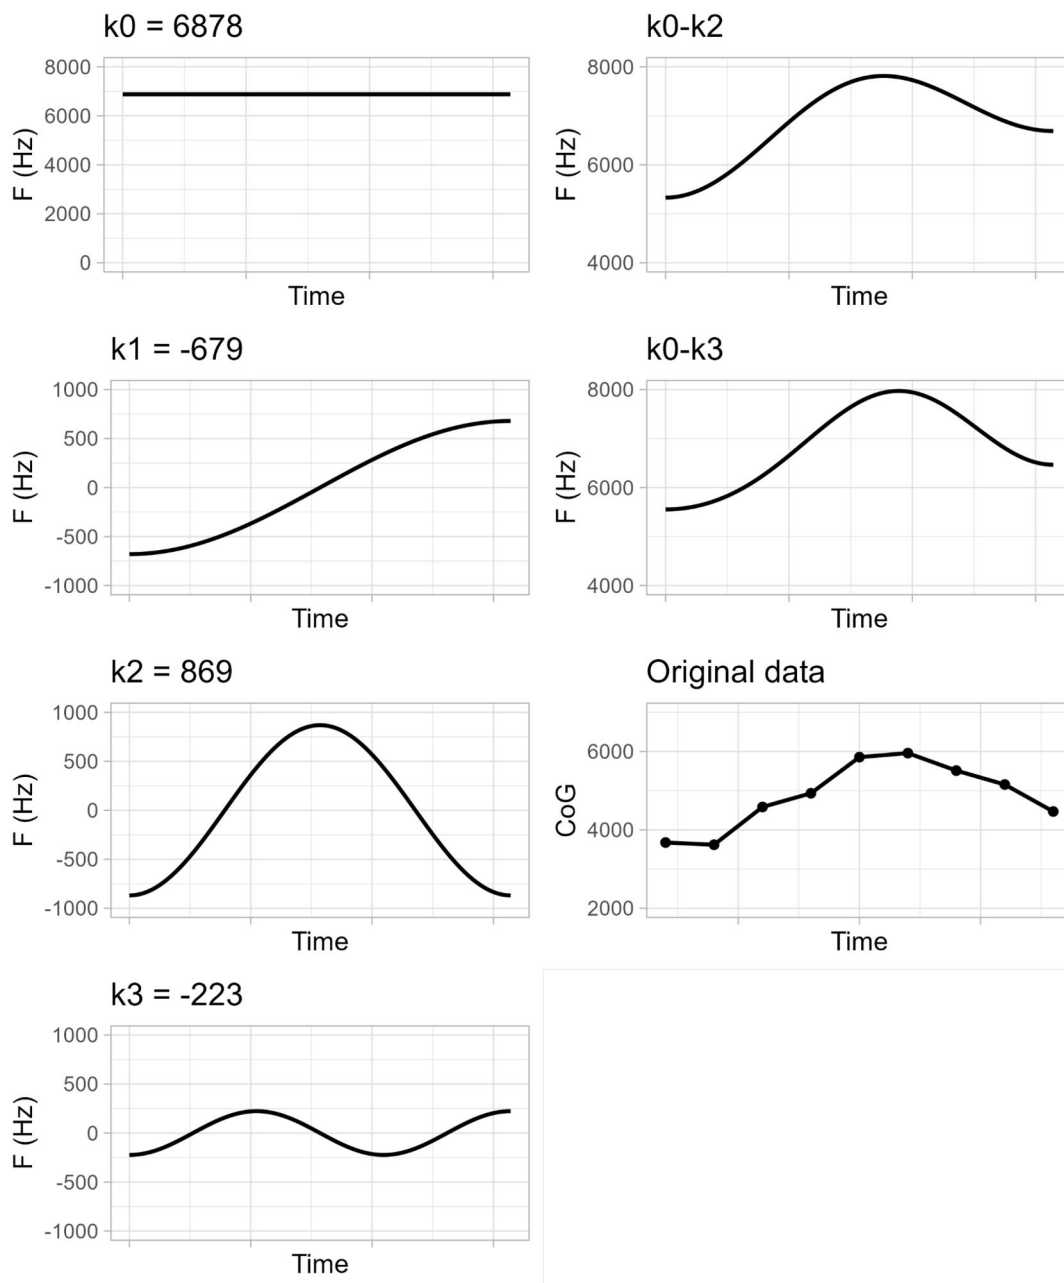 k0 = 6878
8000
6000
4000
2000
0
F (Hz)
Time
k0-k2
8000
6000
4000
F (Hz)
Time
k1 = -679
1000
500
0
-500
-1000
F (Hz)
Time
k0-k3
8000
6000
4000
F (Hz)
Time
k2 = 869
1000
500
0
-500
-1000
F (Hz)
Time
Original data
6000
4000
2000
CoG
Time
k3 = -223
1000
500
0
-500
-1000
F (Hz)
Time